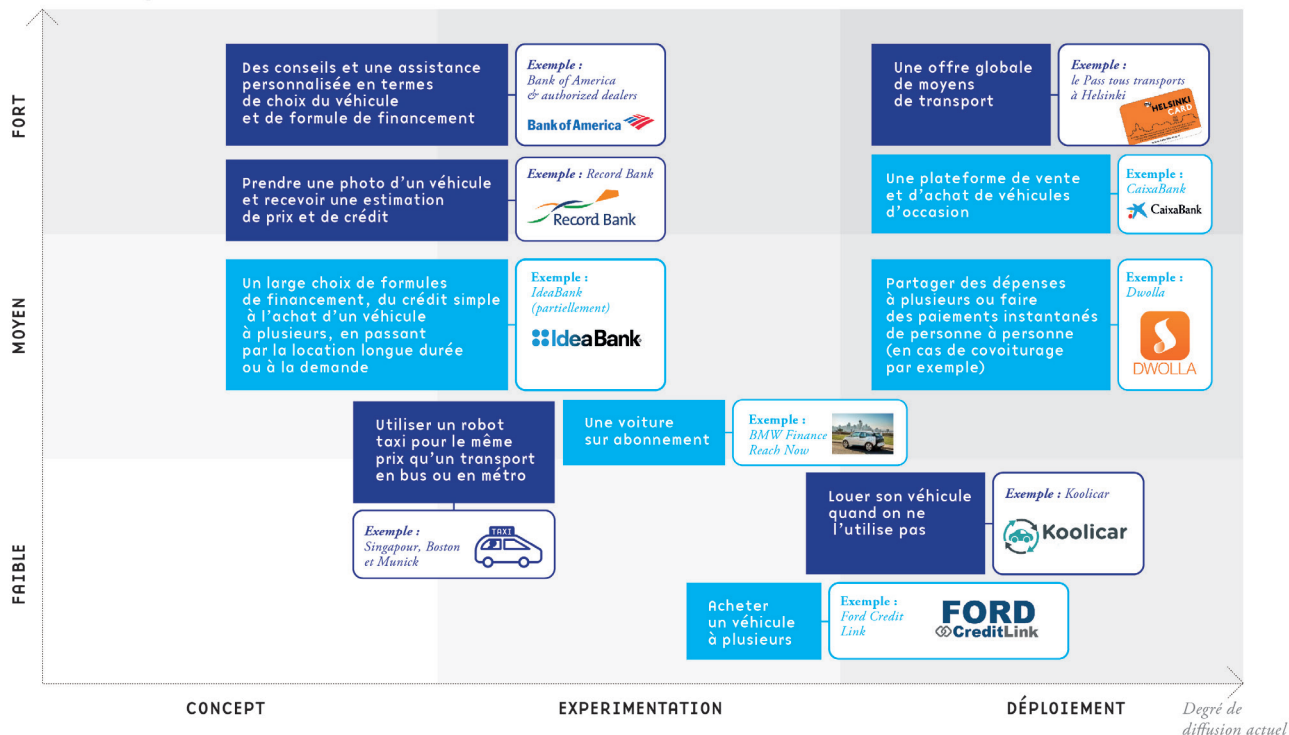 FORT
Des conseils et une assistance
personnalisée en termes
de choix du véhicule
et de formule de financement
Exemple :
Bank of America
& authorized dealers
Bank of America
Une offre globale
de moyens
de transport
Exemple :
le Pass tous transports
à Helsinki
HELSINKI
CARD
Prendre une photo d'un véhicule
et recevoir une estimation
de prix et de crédit
Exemple : Record Bank
Record Bank
Une plateforme de vente
et d'achat de véhicules
d'occasion
Exemple :
CaixaBank
CaixaBank
MOYEN
Un large choix de formules
de financement, du crédit simple
à l'achat d'un véhicule
à plusieurs, en passant
par la location longue durée
ou à la demande
Exemple :
IdeaBank
(partiellement)
IdeaBank
Partager des dépenses
à plusieurs ou faire
des paiements instantanés
de personne à personne
(en cas de covoiturage
par exemple)
Exemple :
Dwolla
DWOLLA
Utiliser un robot
taxi pour le même
prix qu'un transport
en bus ou en métro
Une voiture
sur abonnement
Exemple :
BMW Finance
Reach Now
FAIBLE
Exemple :
Singapour, Boston
et Munick
TAXI
Louer son véhicule
quand on ne
l'utilise pas
Exemple : Koolicar
Koolicar
Acheter
un véhicule
à plusieurs
Exemple :
Ford Credit
Link
FORD
CreditLink
CONCEPT
EXPERIMENTATION
DÉPLOIEMENT
Degré de
diffusion actuel